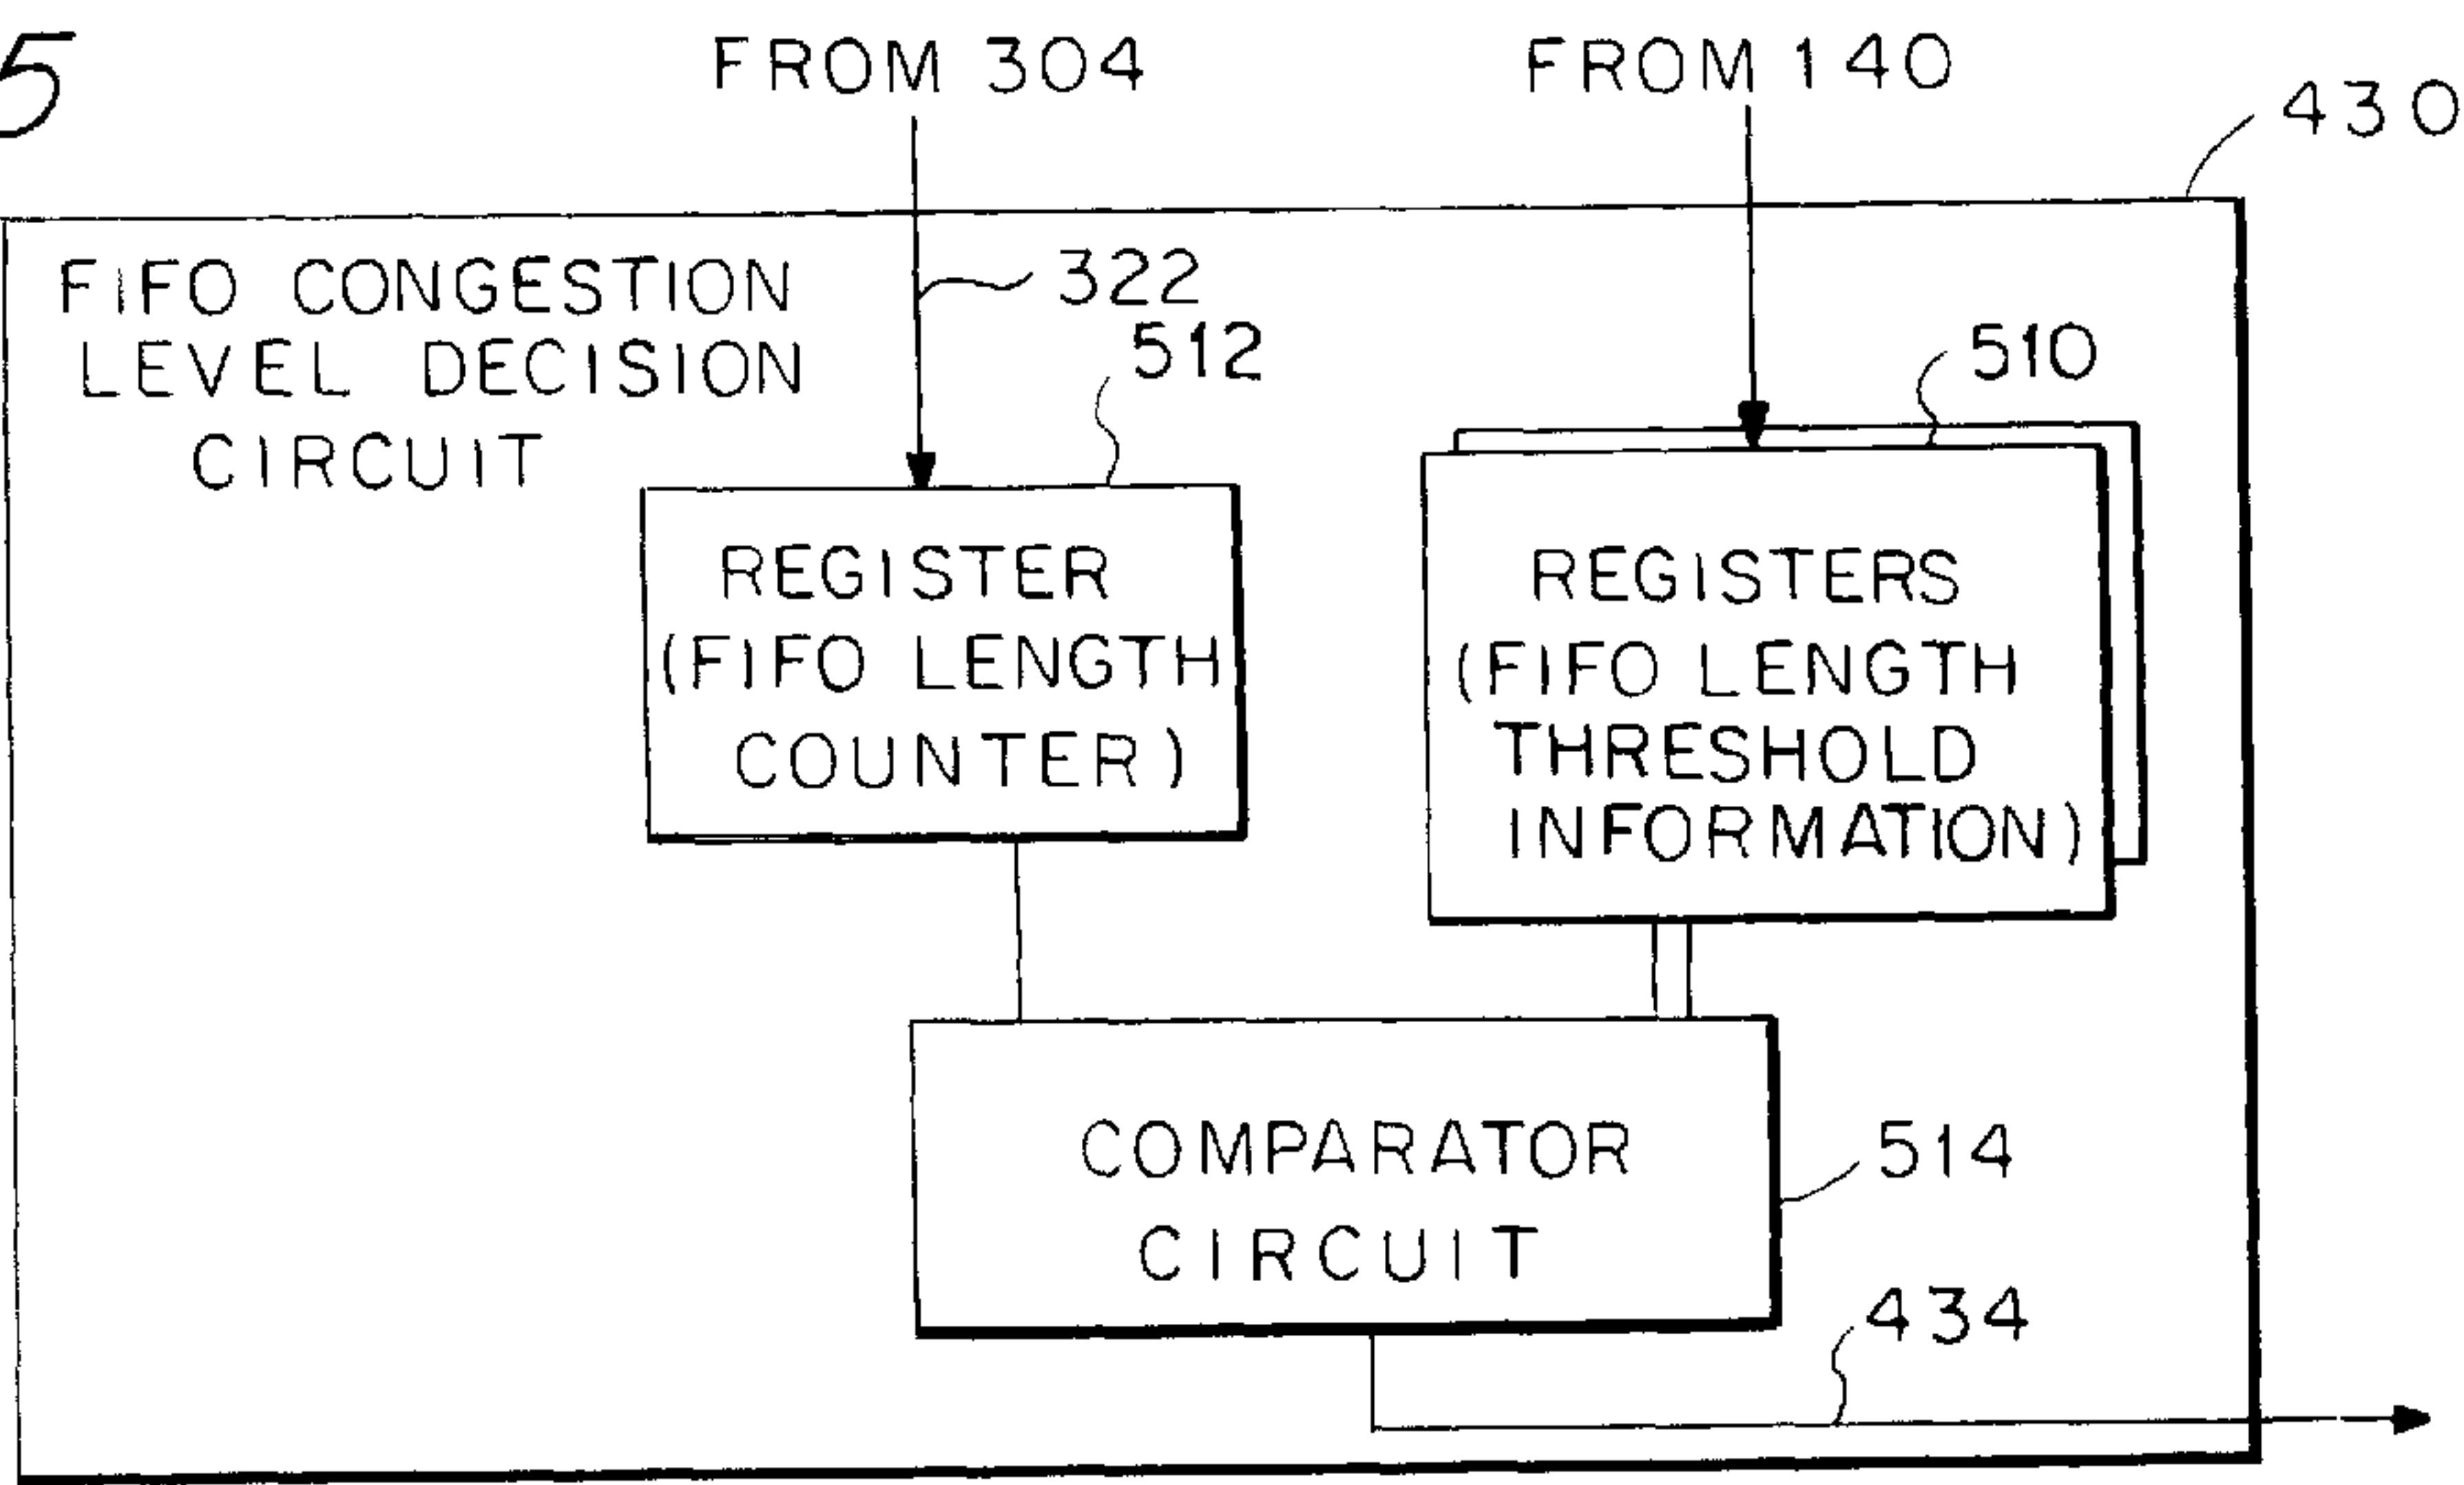 5
FROM 304
FROM 140
430
FIFO CONGESTION
LEVEL DECISION
CIRCUIT
322
512
510
REGISTER
(FIFO LENGTH
COUNTER)
REGISTERS
(FIFO LENGTH
THRESHOLD
INFORMATION)
COMPARATOR
CIRCUIT
514
434